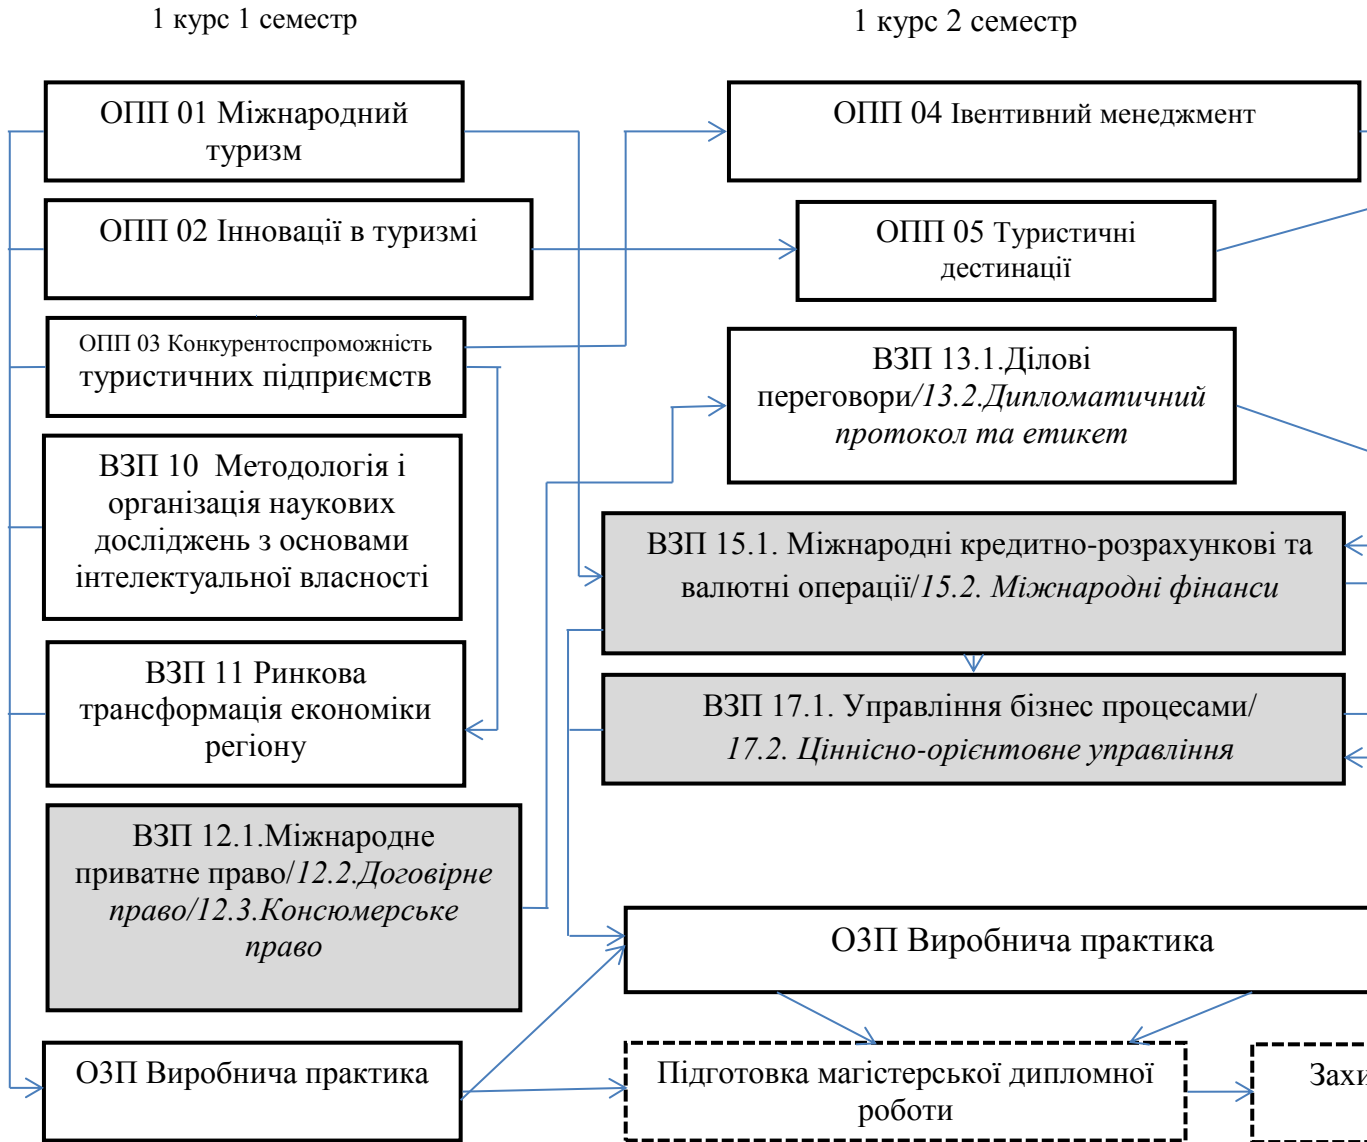 1 курс 1 семестр
1 курс 2 семестр
ОПП 01 Міжнародний
туризм
ОПП 02 Інновації в туризмі
ОПП 03 Конкурентоспроможність
туристичних підприємств
ВЗП 10 Методологія і
організація наукових
досліджень з основами
інтелектуальної власності
ВЗП 11 Ринкова
трансформація економіки
регіону
ВЗП 12.1.Міжнародне
приватне право/12.2.Договірне
право/12.3.Консюмерське
право
ОЗП Виробнича практика
ОПП 04 Івентивний менеджмент
ОПП 05 Туристичні
дестинації
ВЗП 13.1.Ділові
переговори/13.2.Дипломатичний
протокол та етикет
ВЗП 15.1. Міжнародні кредитно-розрахункові та
валютні операції/15.2. Міжнародні фінанси
ВЗП 17.1. Управління бізнес процесами/
17.2. Ціннісно-орієнтовне управління
ОЗП Виробнича практика
Підготовка магістерської дипломної
роботи
Захи